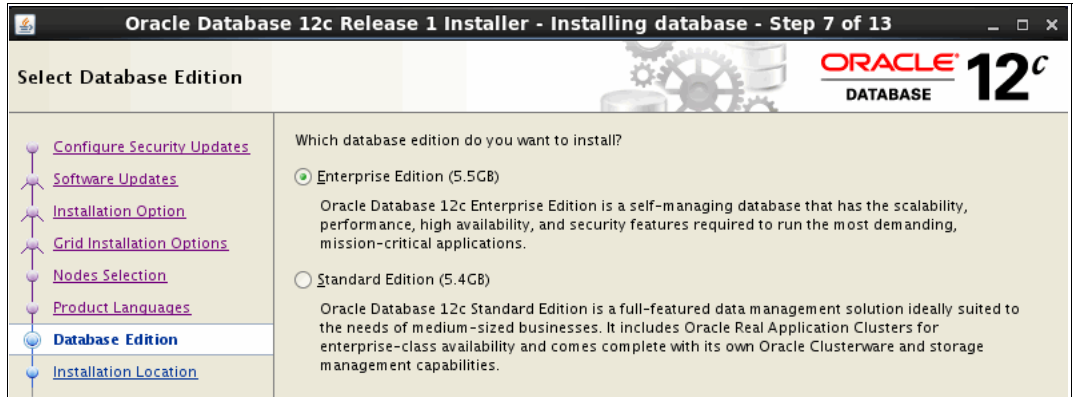 Oracle Database 12c Release 1 Installer - Installing database - Step 7 of 13
Select Database Edition
ORACLE
DATABASE
12c
Configure Security Updates
Software Updates
Installation Option
Grid Installation Options
Nodes Selection
Product Languages
Database Edition
Installation Location
Which database edition do you want to install?
Enterprise Edition (5.5GB)
Oracle Database 12c Enterprise Edition is a self-managing database that has the scalability,
performance, high availability, and security features required to run the most demanding,
mission-critical applications.
Standard Edition (5.4GB)
Oracle Database 12c Standard Edition is a full-featured data management solution ideally suited to
the needs of medium-sized businesses. It includes Oracle Real Application Clusters for
enterprise-class availability and comes complete with its own Oracle Clusterware and storage
management capabilities.